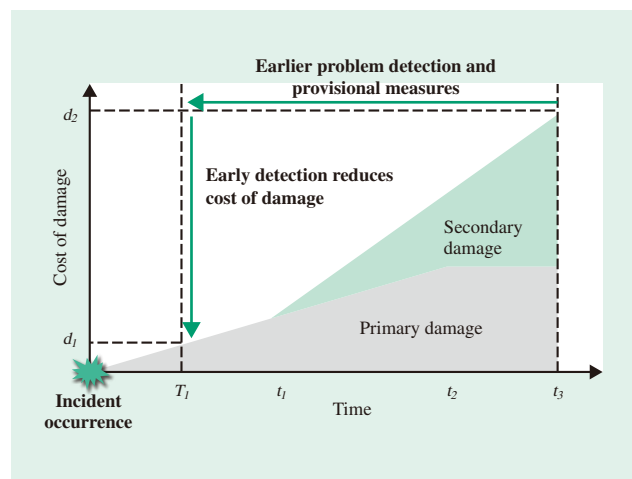 Earlier problem detection and
provisional measures
d2
Early detection reduces
cost of damage
Cost of damage
Secondary
damage
Primary damage
d1
T1
t1
t2
t3
Time
Incident
occurrence